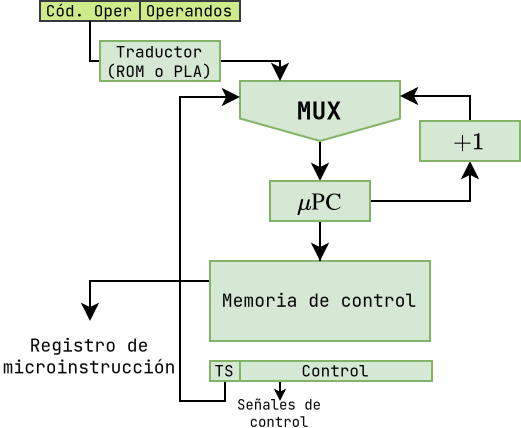 Cód. Oper Operandos
Traductor
(ROM o PLA)
MUX
+1
μPC
Memoria de control
Registro de
microinstrucción
TS Control
Señales de
control